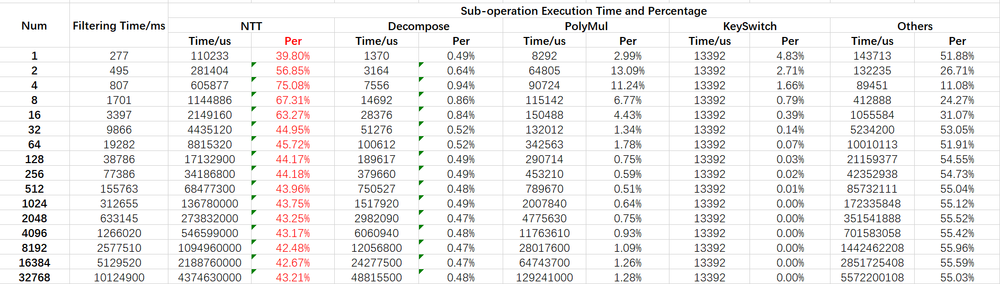 Sub-operation Execution Time and Percentage
Num Filtering Time/ms NTT Decompose PolyMul KeySwitch Others
Time/us Per Time/us Per Time/us Per Time/us Per Time/us Per
1 277 110233 39.80% 1370 0.49% 8292 2.99% 13392 4.83% 143713 51.88%
2 495 281404 56.85% 3164 0.64% 64805 13.09% 13392 2.71% 132235 26.71%
4 807 605877 75.08% 7556 0.94% 90724 11.24% 13392 1.66% 89451 11.08%
8 1701 1144886 67.31% 14692 0.86% 115142 6.77% 13392 0.79% 412888 24.27%
16 3397 2149160 63.27% 28376 0.84% 150488 4.43% 13392 0.39% 1055584 31.07%
32 9866 4435120 44.95% 51276 0.52% 132012 1.34% 13392 0.14% 5234200 53.05%
64 19282 8815320 45.72% 100612 0.52% 342563 1.78% 13392 0.07% 10010113 51.91%
128 38786 17132900 44.17% 189617 0.49% 290714 0.75% 13392 0.03% 21159377 54.55%
256 77386 34186800 44.18% 379660 0.49% 453210 0.59% 13392 0.02% 42352938 54.73%
512 155763 68477300 43.96% 750527 0.48% 789670 0.51% 13392 0.01% 85732111 55.04%
1024 312655 136780000 43.75% 1517920 0.49% 2007840 0.64% 13392 0.00% 172335848 55.12%
2048 633145 273832000 43.25% 2982090 0.47% 4775630 0.75% 13392 0.00% 351541888 55.52%
4096 1266020 546599000 43.17% 6060940 0.48% 11763610 0.93% 13392 0.00% 701583058 55.42%
8192 2577510 1094960000 42.48% 12056800 0.47% 28017600 1.09% 13392 0.00% 1442462208 55.96%
16384 5129520 2188760000 42.67% 24277500 0.47% 64743700 1.26% 13392 0.00% 2851725408 55.59%
32768 10124900 4374630000 43.21% 48815500 0.48% 129241000 1.28% 13392 0.00% 5572200108 55.03%